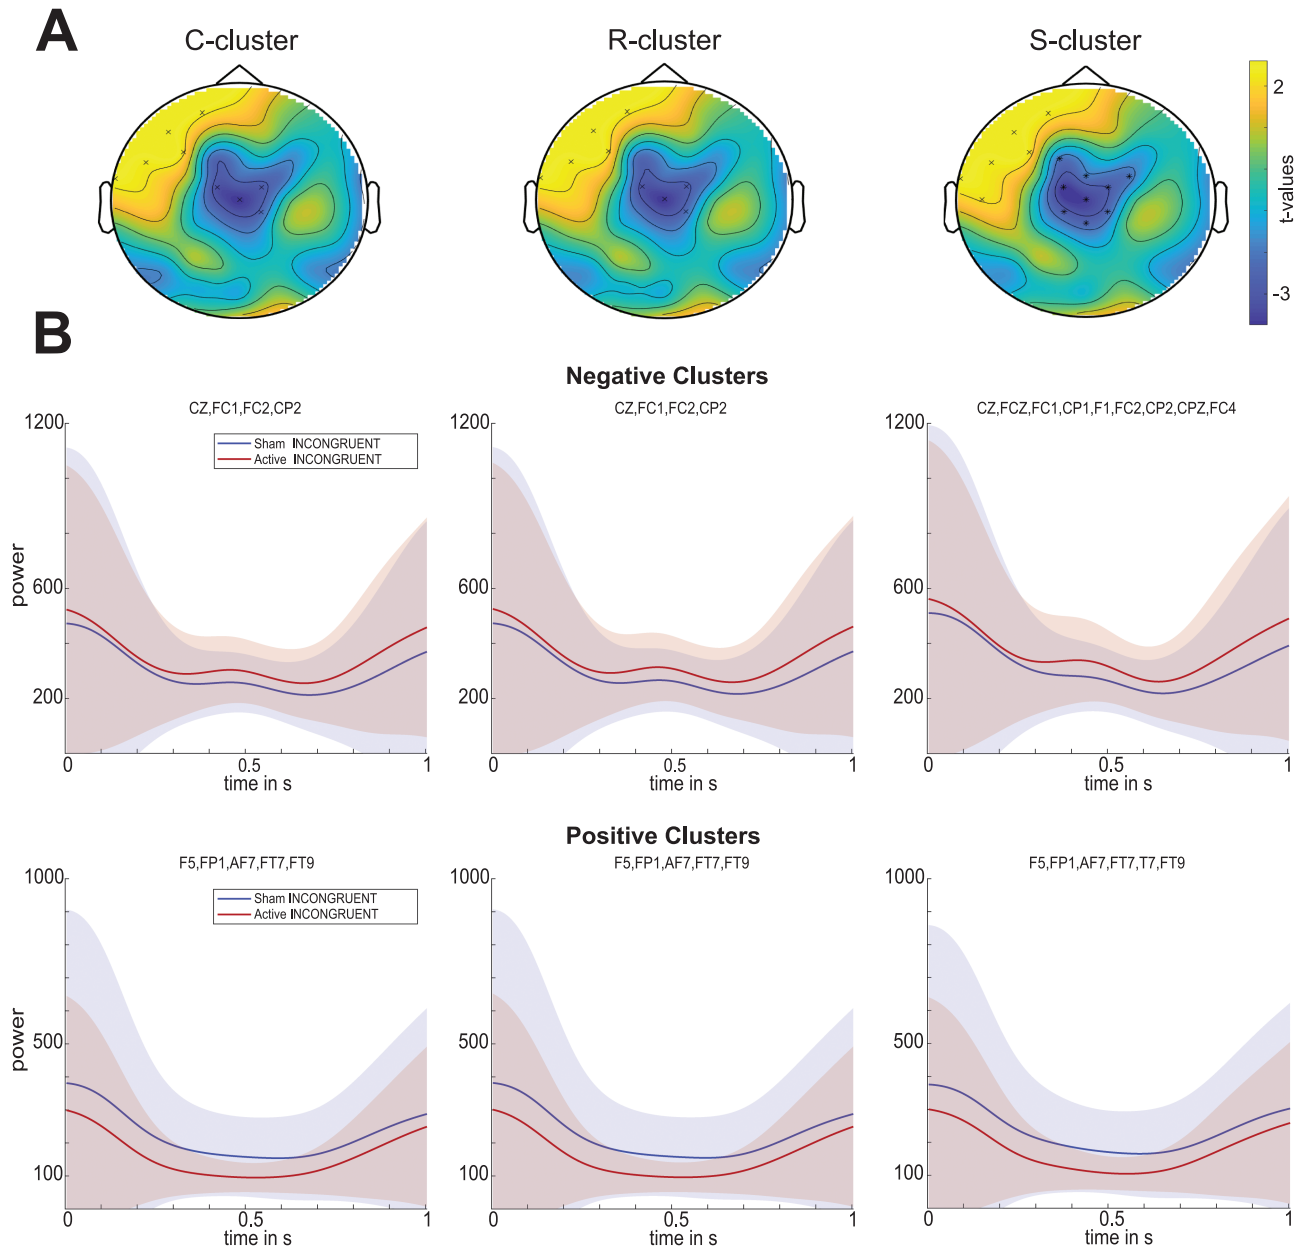 A
C-cluster
R-cluster
S-cluster
2
-3
t-values
B
Negative Clusters
CZ,FC1,FC2,CP2
CZ,FC1,FC2,CP2
CZ,FCZ,FC1,CP1,F1,FC2,CP2,CPZ,FC4
1200
600
200
power
Sham INCONGRUENT
Active INCONGRUENT
0
0.5
1
time in s
1200
600
200
0
0.5
1
time in s
1200
600
200
0
0.5
1
time in s
Positive Clusters
F5,FP1,AF7,FT7,FT9
F5,FP1,AF7,FT7,FT9
F5,FP1,AF7,FT7,T7,FT9
1000
500
100
power
Sham INCONGRUENT
Active INCONGRUENT
0
0.5
1
time in s
1000
500
100
0
0.5
1
time in s
1000
500
100
0
0.5
1
time in s